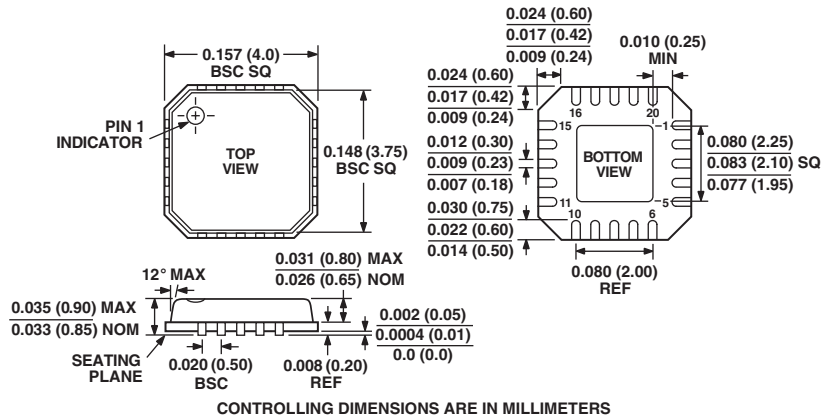 0.157 (4.0)
BSC SQ
PIN 1
INDICATOR
TOP
VIEW
0.148 (3.75)
BSC SQ
0.024 (0.60)
0.017 (0.42)
0.009 (0.24)
0.010 (0.25)
MIN
0.024 (0.60)
0.017 (0.42)
0.009 (0.24)
16
20
15
1
0.012 (0.30)
0.009 (0.23)
0.007 (0.18)
BOTTOM
VIEW
0.080 (2.25)
0.083 (2.10) SQ
0.077 (1.95)
11
5
10
6
0.030 (0.75)
0.022 (0.60)
0.014 (0.50)
0.080 (2.00)
REF
12° MAX
0.031 (0.80) MAX
0.026 (0.65) NOM
0.035 (0.90) MAX
0.033 (0.85) NOM
SEATING
PLANE
0.020 (0.50)
BSC
0.008 (0.20)
REF
0.002 (0.05)
0.0004 (0.01)
0.0 (0.0)
CONTROLLING DIMENSIONS ARE IN MILLIMETERS